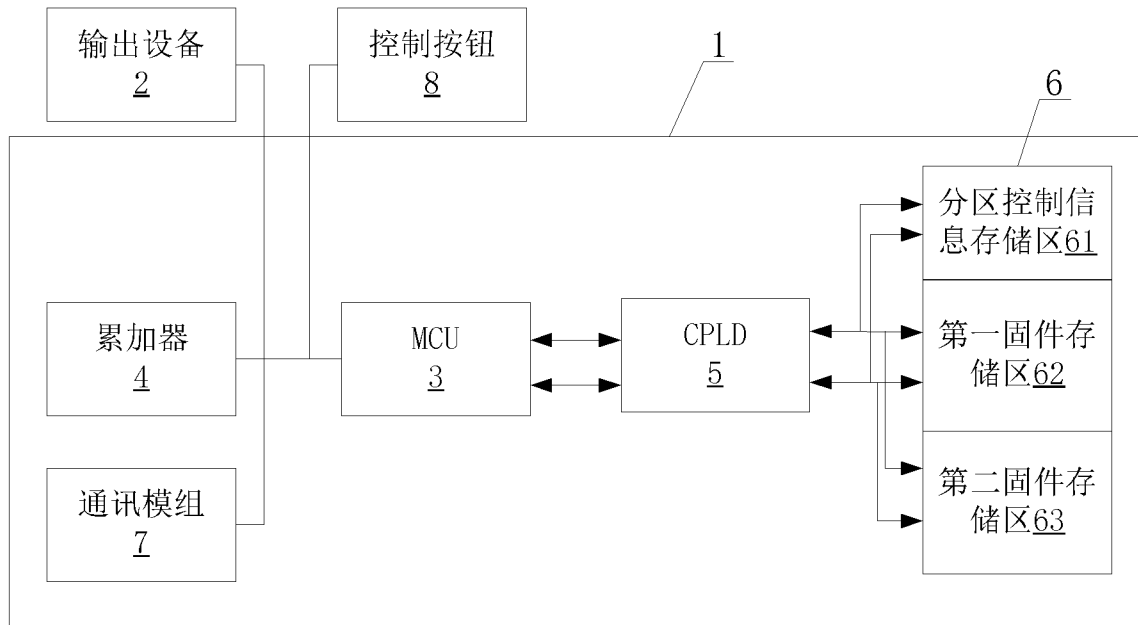 输出设备
2
控制按钮
8
1
6
分区控制信
息存储区61
累加器
4
MCU
3
CPLD
5
第一固件存
储区62
通讯模组
7
第二固件存
储区63